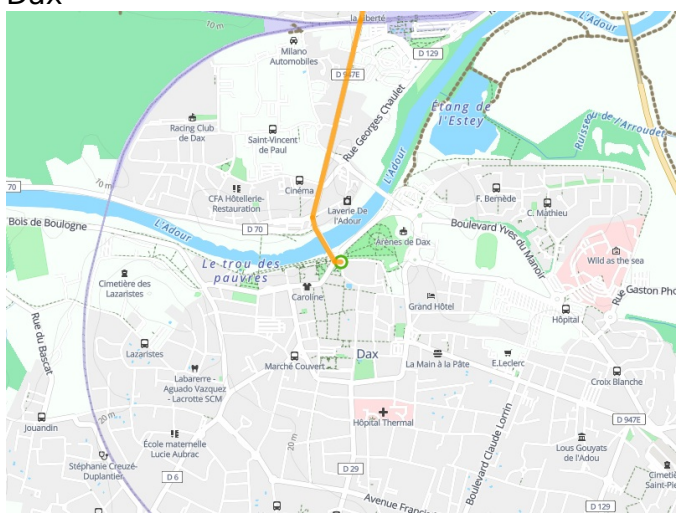 Dax
10 m
la Liberté
Milano
Automobiles
D 129
D 947E
Étang de
l'Estey
Rue Georges Chaulet
Ruisseau de l'Arroudet
Racing Club
de Dax
Saint-Vincent
de Paul
L'Adour
70
10 m
CFA Hôtellerie-
Restauration
Cinéma
Laverie De
l'Adour
F. Bernède
C. Mathieu
Bois de Boulogne
L'Adour
D 70
Arènes de Dax
Boulevard Yves du Manoir
Wild as the sea
Le trou des
pauvres
Cimetière des
Lazaristes
Caroline
Grand Hôtel
Rue Gaston Pho
Hôpital
Rue du Bascat
Lazaristes
Marché Couvert
Dax
La Main à la Pâte
E.Leclerc
Croix Blanche
Labarerre -
Aguado Vazquez
- Lacrotte SCM
Jouandin
20 m
Hôpital Thermal
Boulevard Claude Lorrin
D 947E
École maternelle
Lucie Aubrac
20 m
Lous Gouyats
de l'Adou
Stéphanie Creuzé-
Duplantier
D 6
D 29
Cimeti
Saint-Pie
Avenue Francis
D 129